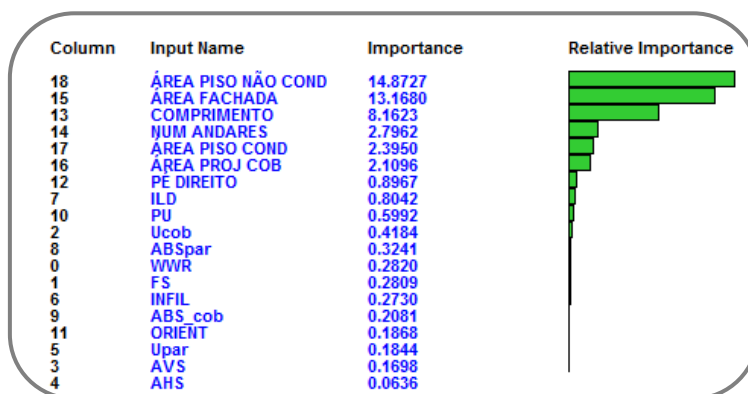 Column Input Name Importance Relative Importance
18 ÁREA PISO NÃO COND 14.8727
15 ÁREA FACHADA 13.1680
13 COMPRIMENTO 8.1623
14 NUM ANDARES 2.7962
17 ÁREA PISO COND 2.3950
16 ÁREA PROJ COB 2.1096
12 PÉ DIREITO 0.8967
7 ILD 0.8042
10 PU 0.5992
2 Ucob 0.4184
8 ABSpar 0.3241
0 WWR 0.2820
1 FS 0.2809
6 INFIL 0.2730
9 ABS_cob 0.2081
11 ORIENT 0.1868
5 Upar 0.1844
3 AVS 0.1698
4 AHS 0.0636